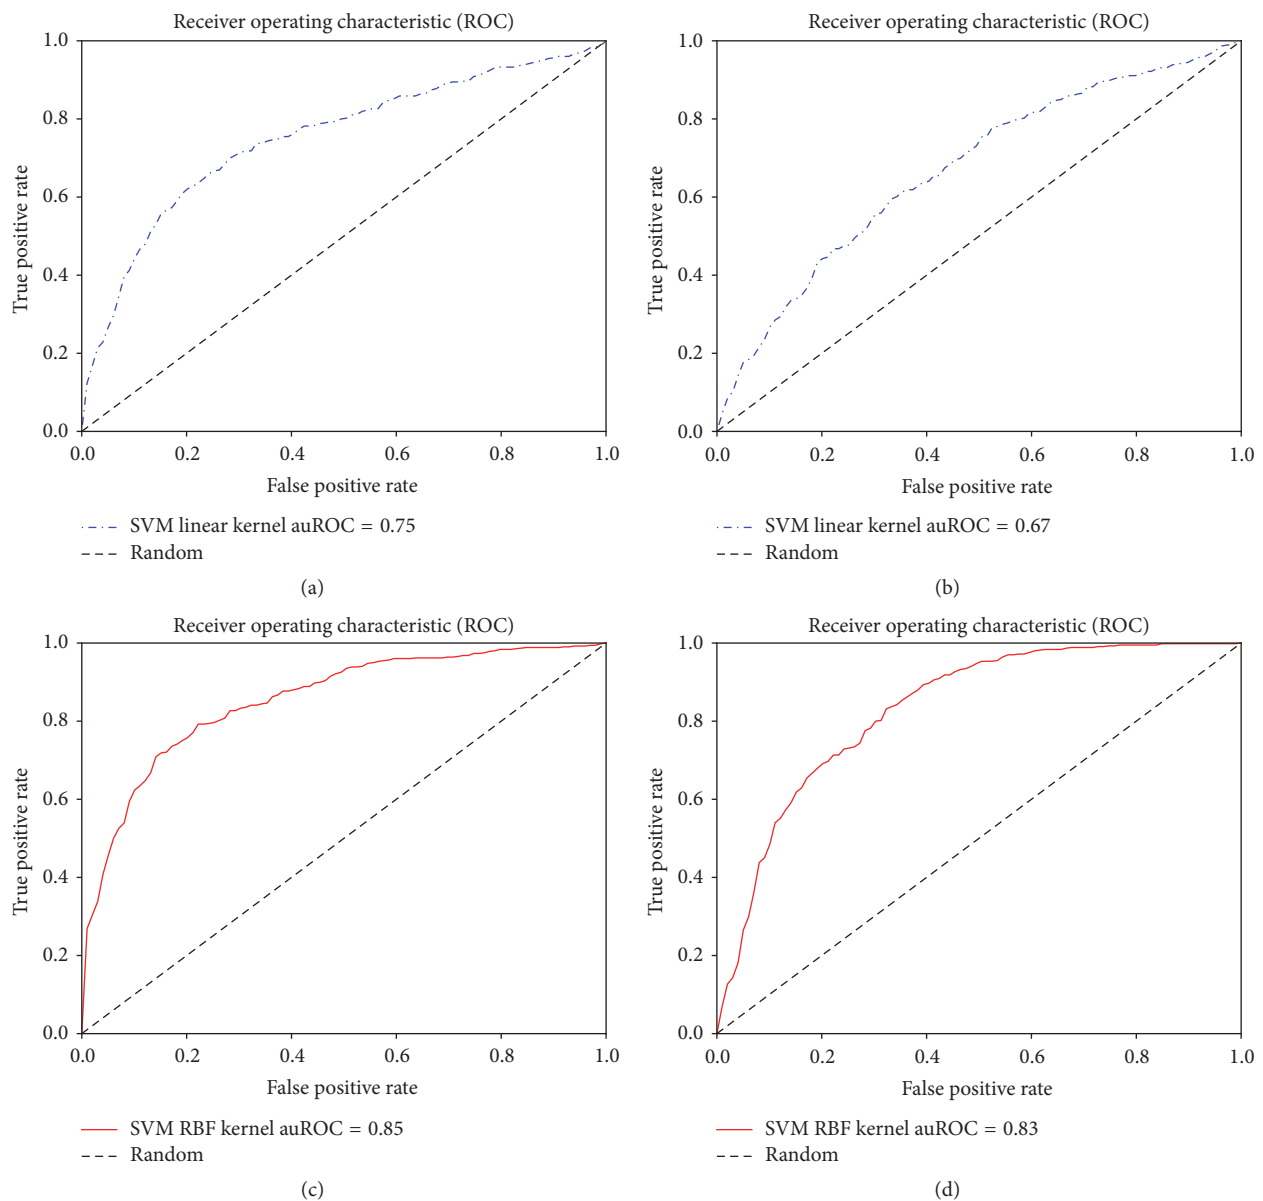 Receiver operating characteristic (ROC)
1.0
0.8
0.6
0.4
0.2
0.0
True positive rate
0.0 0.2 0.4 0.6 0.8 1.0
False positive rate
SVM linear kernel auROC = 0.75
Random
(a)
Receiver operating characteristic (ROC)
1.0
0.8
0.6
0.4
0.2
0.0
True positive rate
0.0 0.2 0.4 0.6 0.8 1.0
False positive rate
SVM linear kernel auROC = 0.67
Random
(b)
Receiver operating characteristic (ROC)
1.0
0.8
0.6
0.4
0.2
0.0
True positive rate
0.0 0.2 0.4 0.6 0.8 1.0
False positive rate
SVM RBF kernel auROC = 0.85
Random
(c)
Receiver operating characteristic (ROC)
1.0
0.8
0.6
0.4
0.2
0.0
True positive rate
0.0 0.2 0.4 0.6 0.8 1.0
False positive rate
SVM RBF kernel auROC = 0.83
Random
(d)